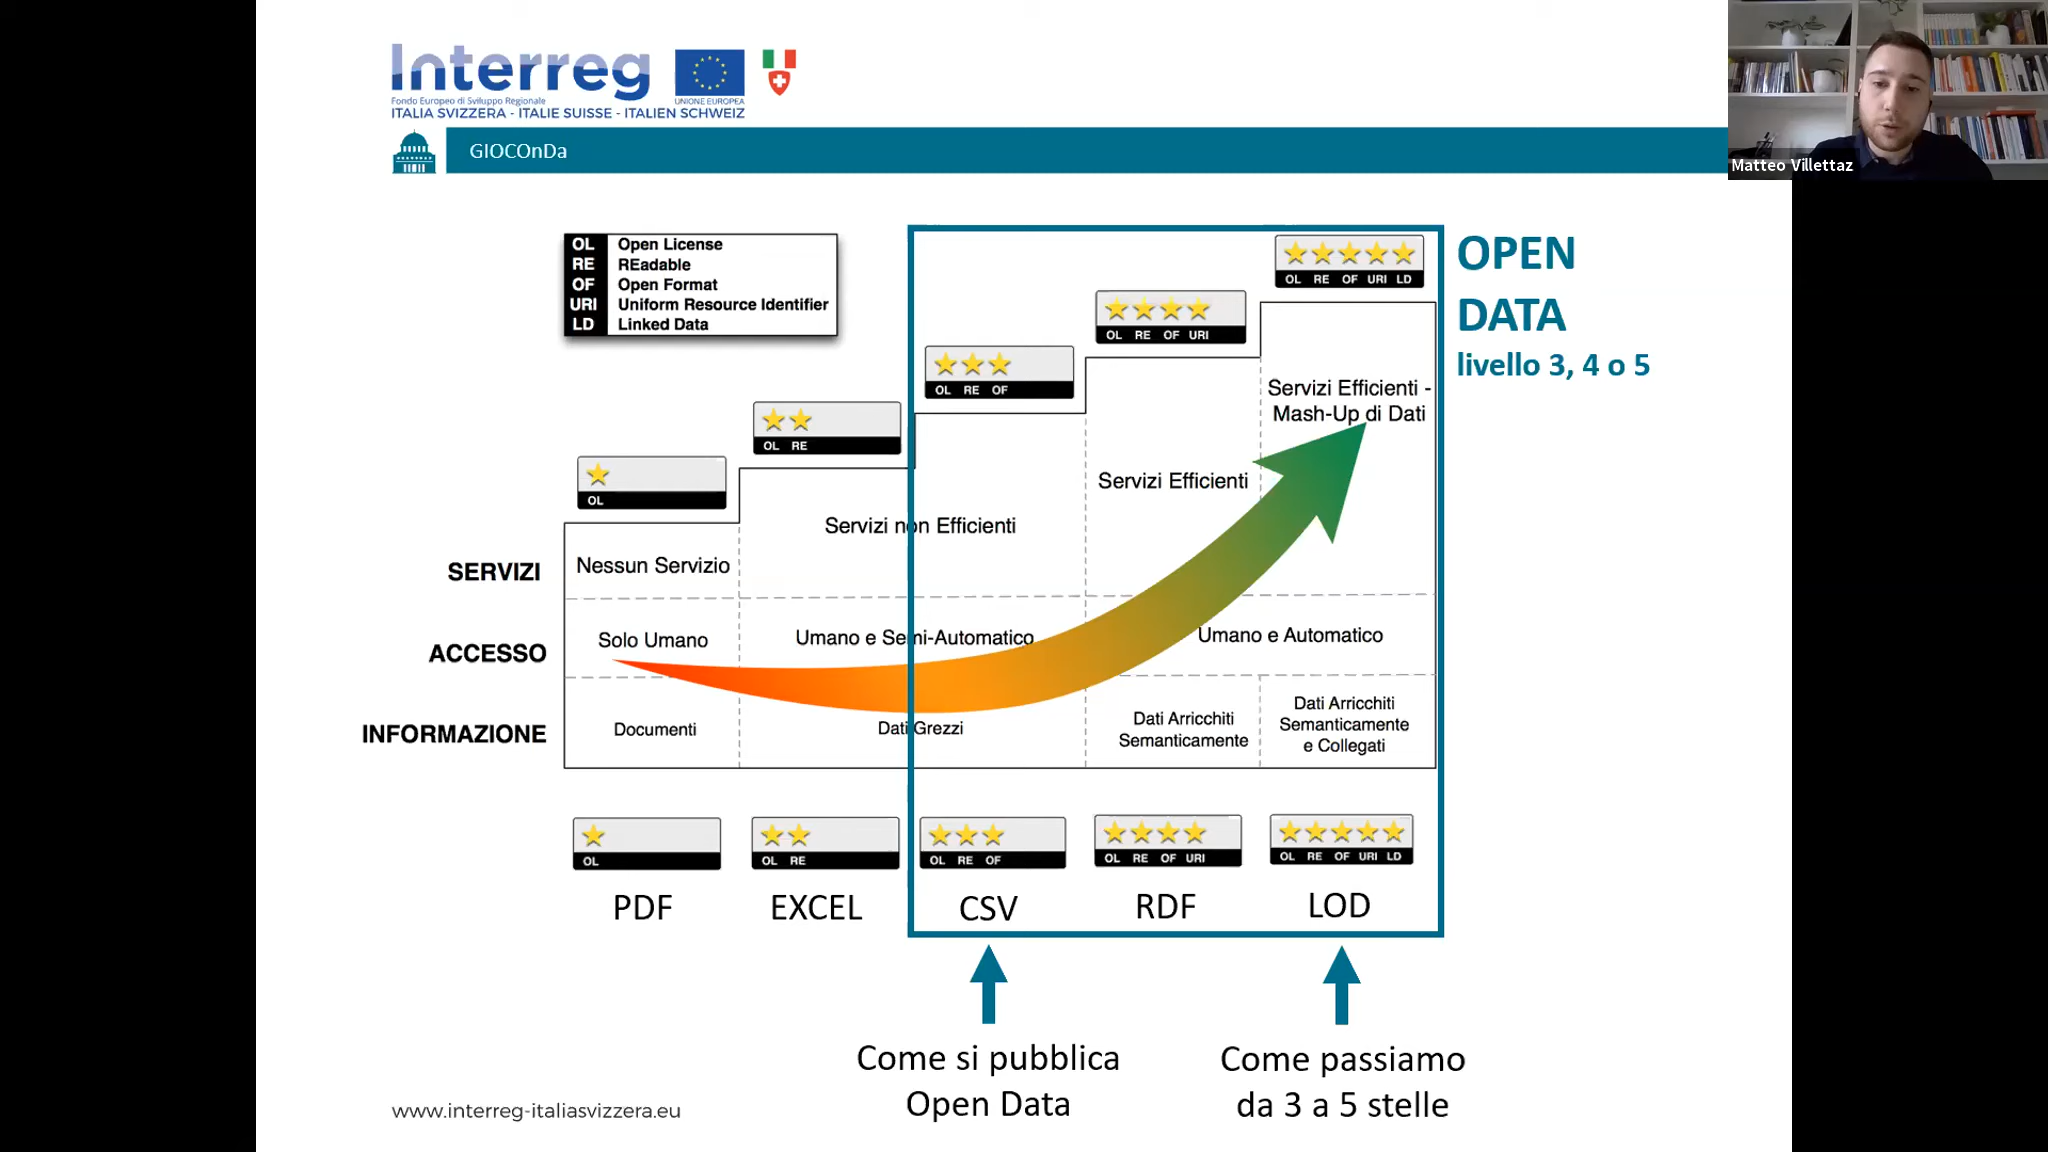 Interreg
Fondo Europeo di Sviluppo Regionale
UNIONE EUROPEA
ITALIA SVIZZERA - ITALIE SUISSE - ITALIEN SCHWEIZ
GIOCOnDa
Matteo Villettaz
OL Open License
RE REadable
OF Open Format
URI Uniform Resource Identifier
LD Linked Data
OPEN
DATA
livello 3, 4 o 5
OL RE OF URI LD
OL RE OF URI
OL RE OF
OL RE
OL
Servizi Efficienti -
Mash-Up di Dati
Servizi Efficienti
Servizi non Efficienti
SERVIZI
Nessun Servizio
ACCESSO
Solo Umano
Umano e Semi-Automatico
Umano e Automatico
INFORMAZIONE
Documenti
Dati Grezzi
Dati Arricchiti
Semanticamente
Dati Arricchiti
Semanticamente
e Collegati
OL
OL RE
OL RE OF
OL RE OF URI
OL RE OF URI LD
PDF
EXCEL
CSV
RDF
LOD
Come si pubblica
Open Data
Come passiamo
da 3 a 5 stelle
www.interreg-italiasvizzera.eu